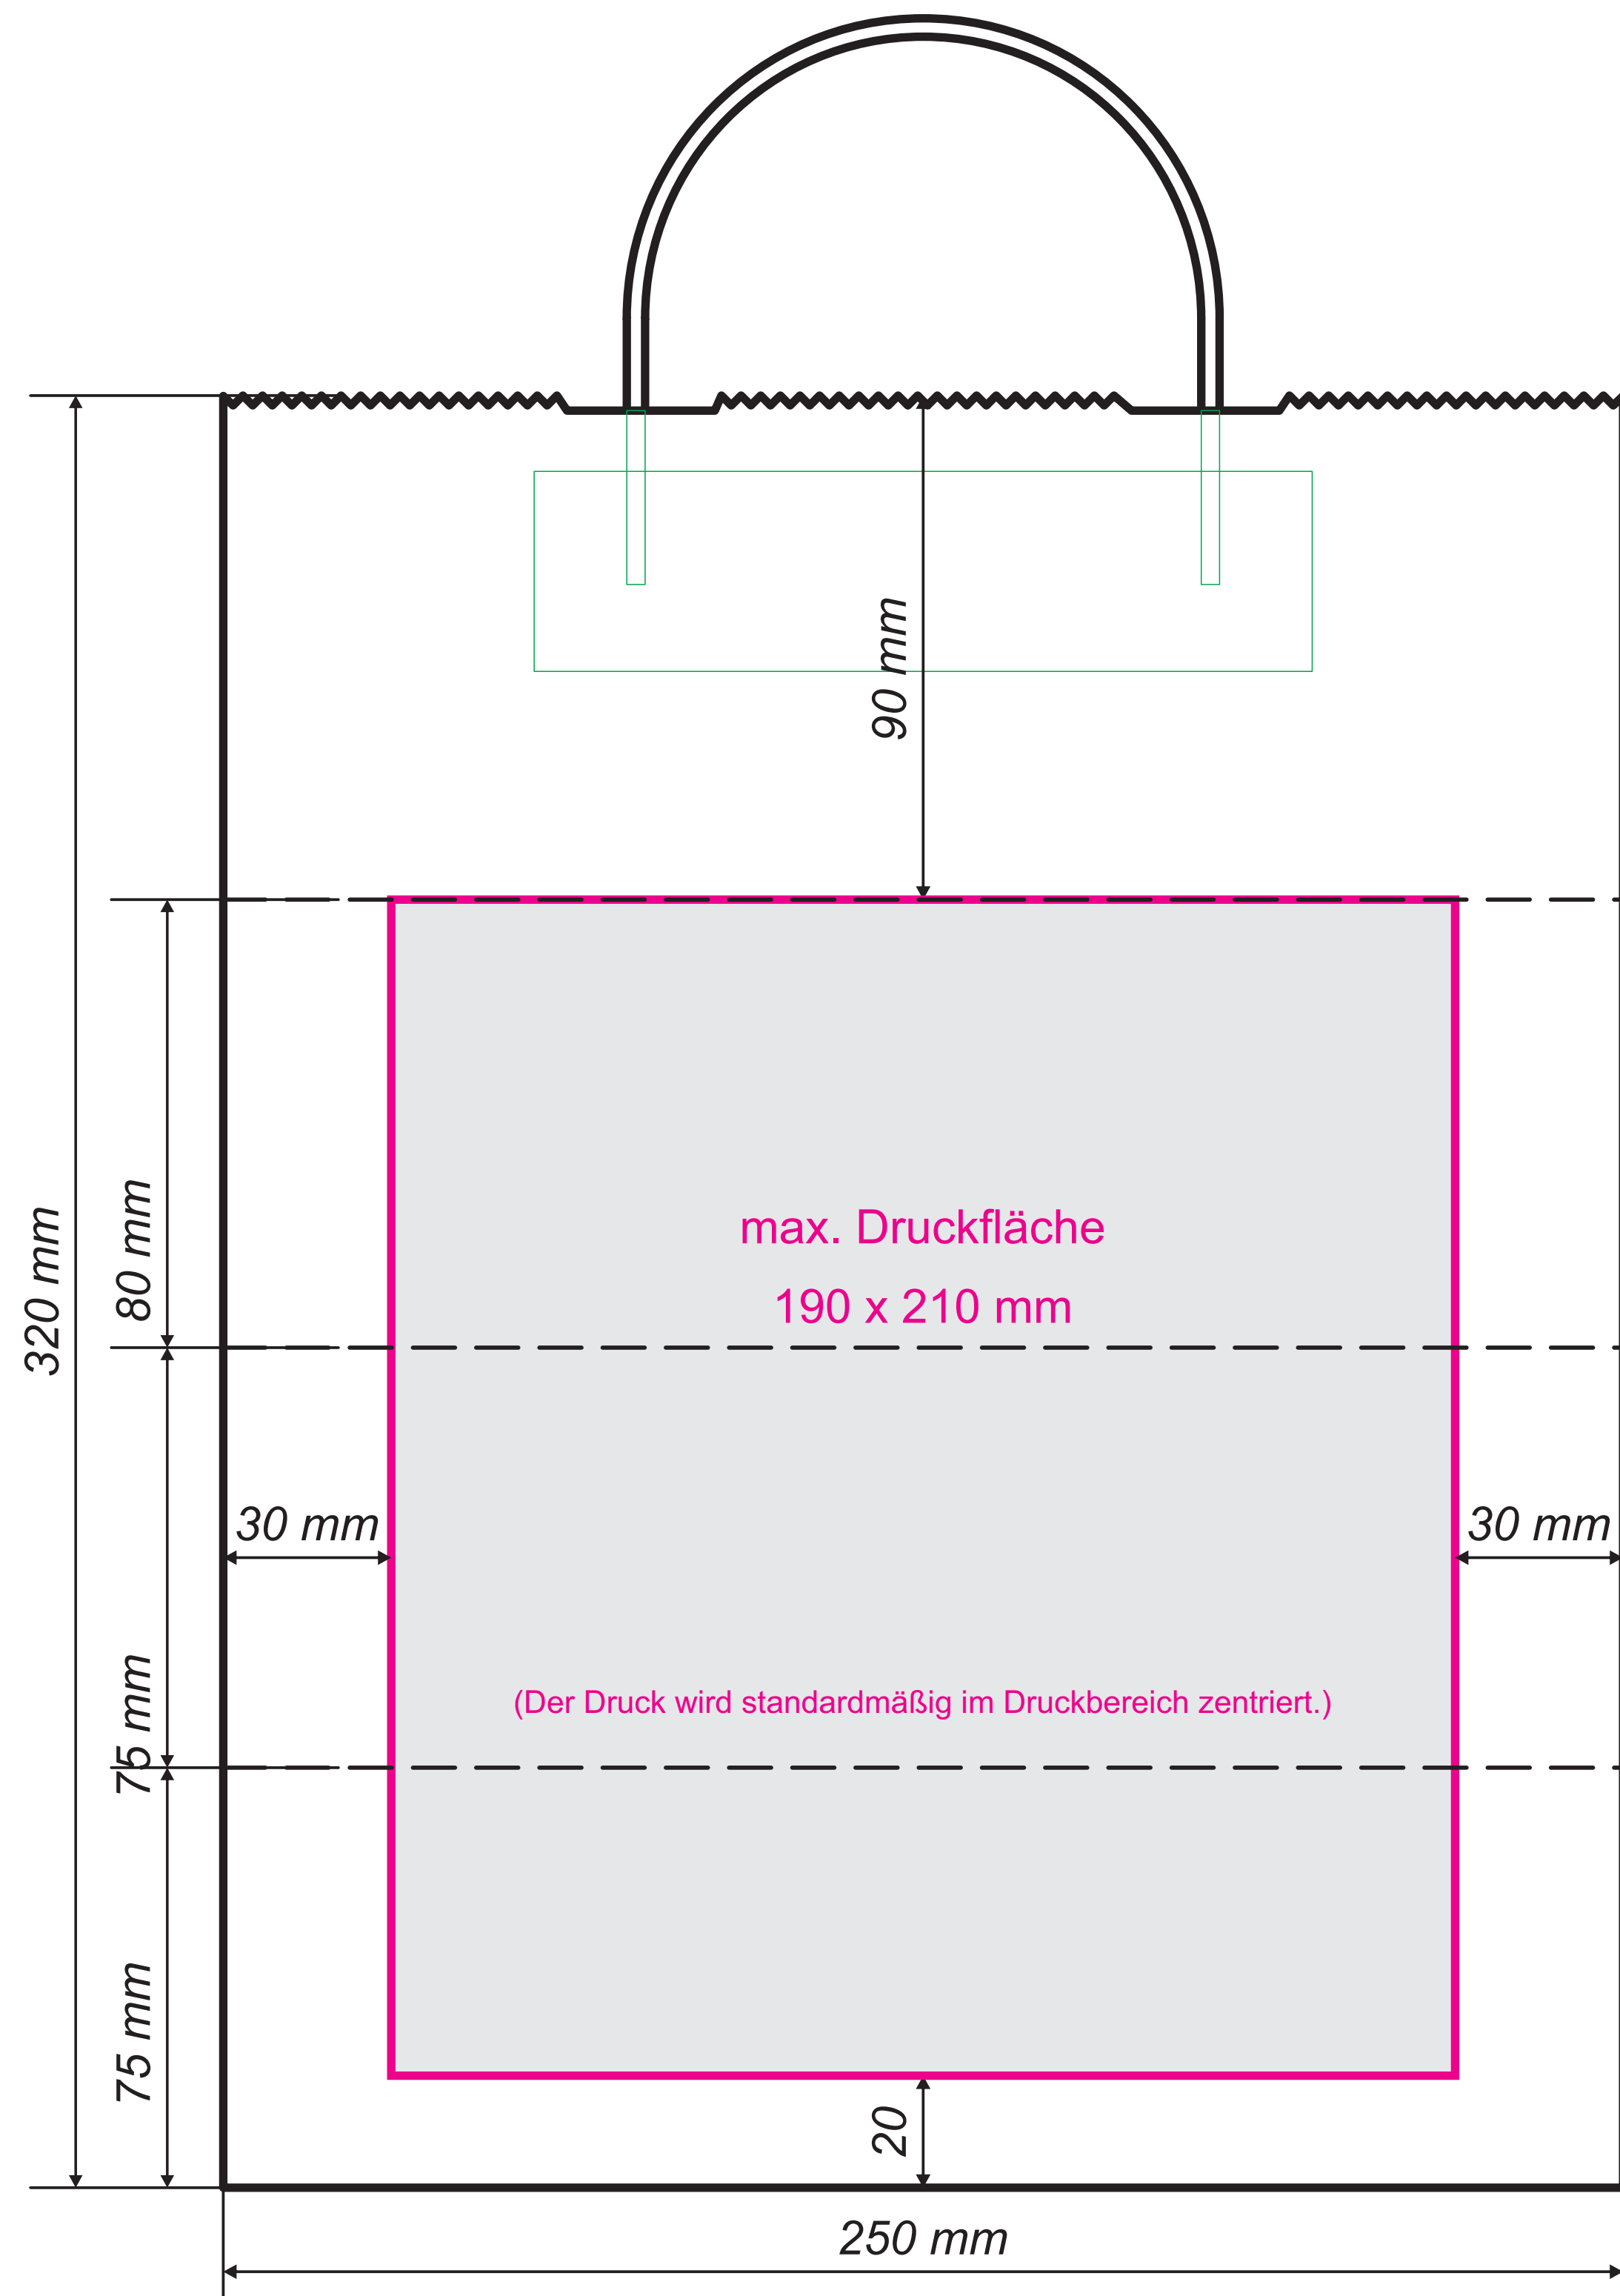 90 mm
320 mm
80 mm
max. Druckfläche
190 x 210 mm
30 mm
30 mm
75 mm
(Der Druck wird standardmäßig im Druckbereich zentriert.)
75 mm
20
250 mm